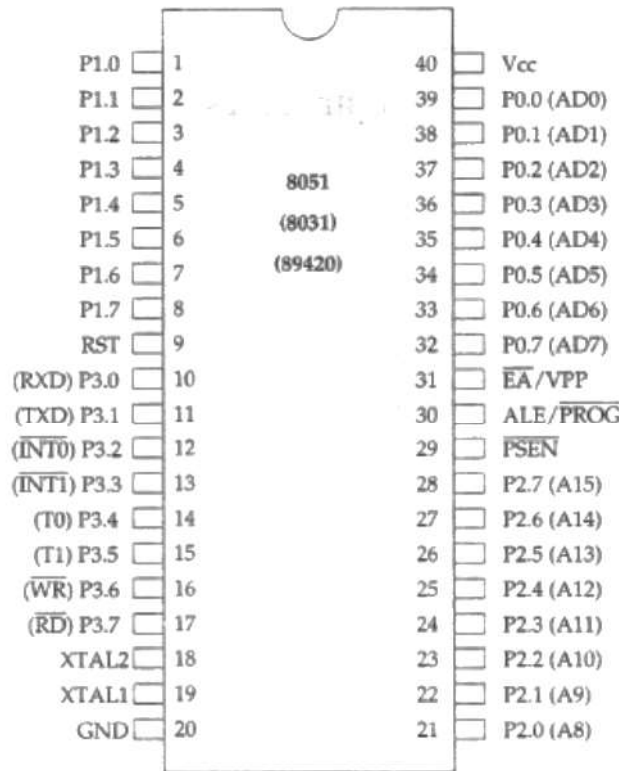 P1.0 1 40 Vcc
P1.1 2 39 P0.0 (AD0)
P1.2 3 38 P0.1 (AD1)
P1.3 4 37 P0.2 (AD2)
8051
P1.4 5 36 P0.3 (AD3)
(8031)
P1.5 6 35 P0.4 (AD4)
(89420)
P1.6 7 34 P0.5 (AD5)
P1.7 8 33 P0.6 (AD6)
RST 9 32 P0.7 (AD7)
(RXD) P3.0 10 31 E̅A̅/VPP
(TXD) P3.1 11 30 ALE/P̅R̅O̅G̅
(I̅N̅T̅0̅) P3.2 12 29 P̅S̅E̅N̅
(I̅N̅T̅1̅) P3.3 13 28 P2.7 (A15)
(T0) P3.4 14 27 P2.6 (A14)
(T1) P3.5 15 26 P2.5 (A13)
(W̅R̅) P3.6 16 25 P2.4 (A12)
(R̅D̅) P3.7 17 24 P2.3 (A11)
XTAL2 18 23 P2.2 (A10)
XTAL1 19 22 P2.1 (A9)
GND 20 21 P2.0 (A8)